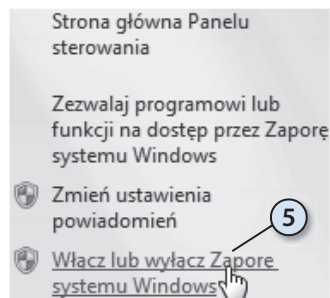 Strona główna Panelu
sterowania
Zezwalaj programowi lub
funkcji na dostęp przez Zaporę
systemu Windows
Zmień ustawienia
powiadomień
5
Włącz lub wyłącz Zaporę
systemu Windows